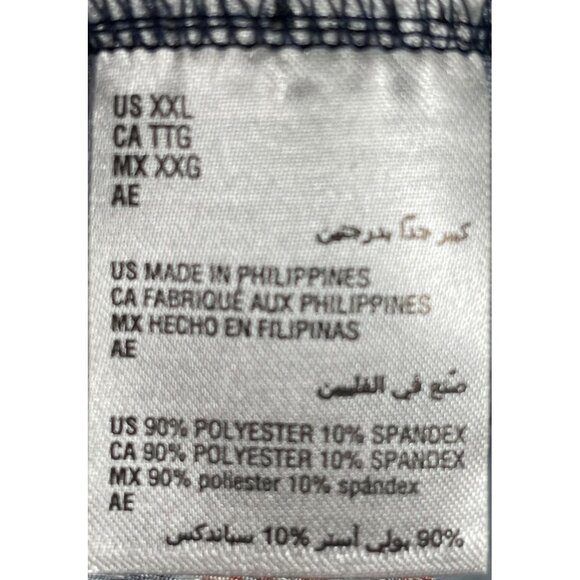 US XXL
CA TTG
MX XXG
AE
كبير جدًا بدرجتين
US MADE IN PHILIPPINES
CA FABRIQUÉ AUX PHILIPPINES
MX HECHO EN FILIPINAS
AE
صُنع في الفلبين
US 90% POLYESTER 10% SPANDEX
CA 90% POLYESTER 10% SPANDEX
MX 90% poliester 10% spándex
AE
90% بولي أستر 10% سباندكس